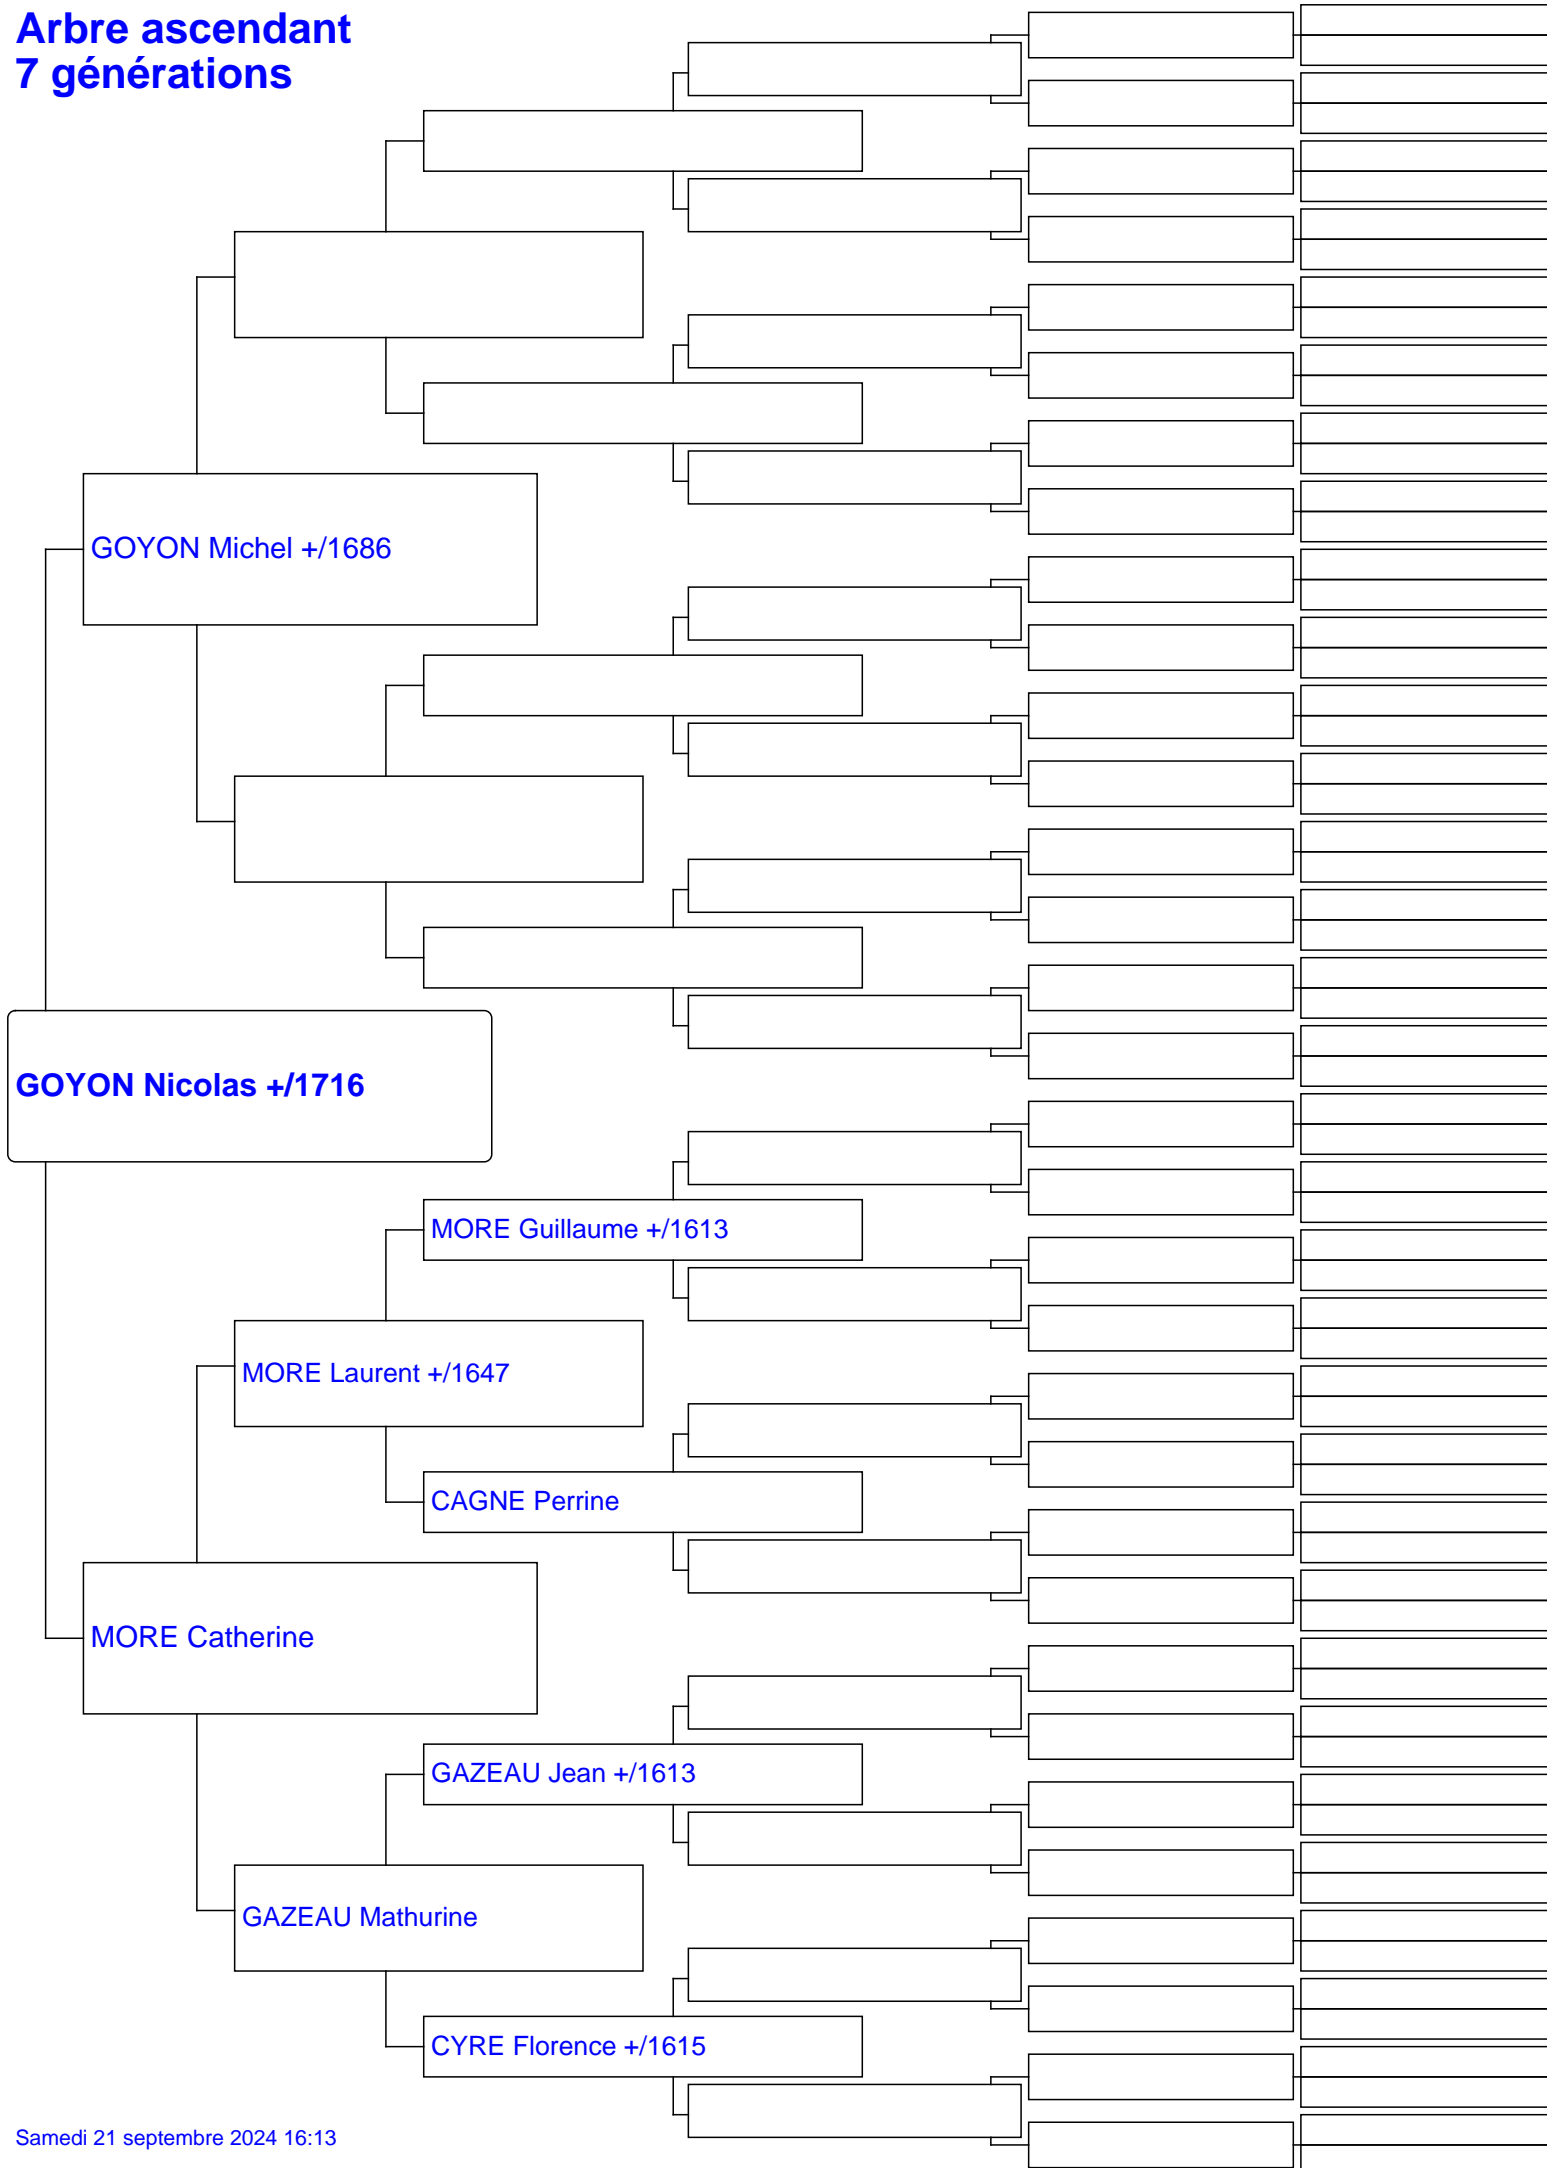 Arbre ascendant
7 générations
GOYON Michel +/1686
GOYON Nicolas +/1716
MORE Guillaume +/1613
MORE Laurent +/1647
CAGNE Perrine
MORE Catherine
GAZEAU Jean +/1613
GAZEAU Mathurine
CYRE Florence +/1615
Samedi 21 septembre 2024 16:13